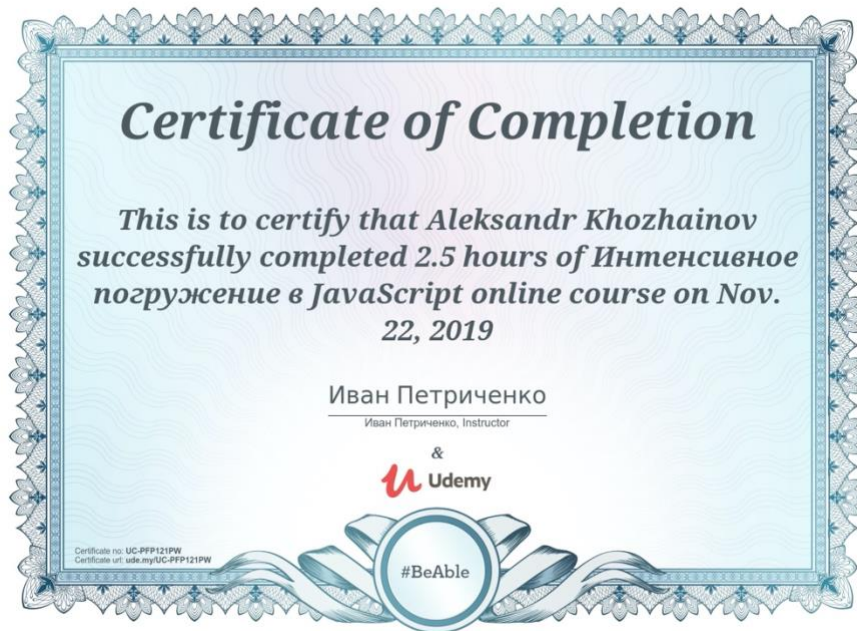 Certificate of Completion
This is to certify that Aleksandr Khozhainov
successfully completed 2.5 hours of Интенсивное
погружение в JavaScript online course on Nov.
22, 2019
Иван Петриченко
Иван Петриченко, Instructor
&
Udemy
Certificate no: UC-PFP121PW
Certificate url: ude.my/UC-PFP121PW
#BeAble